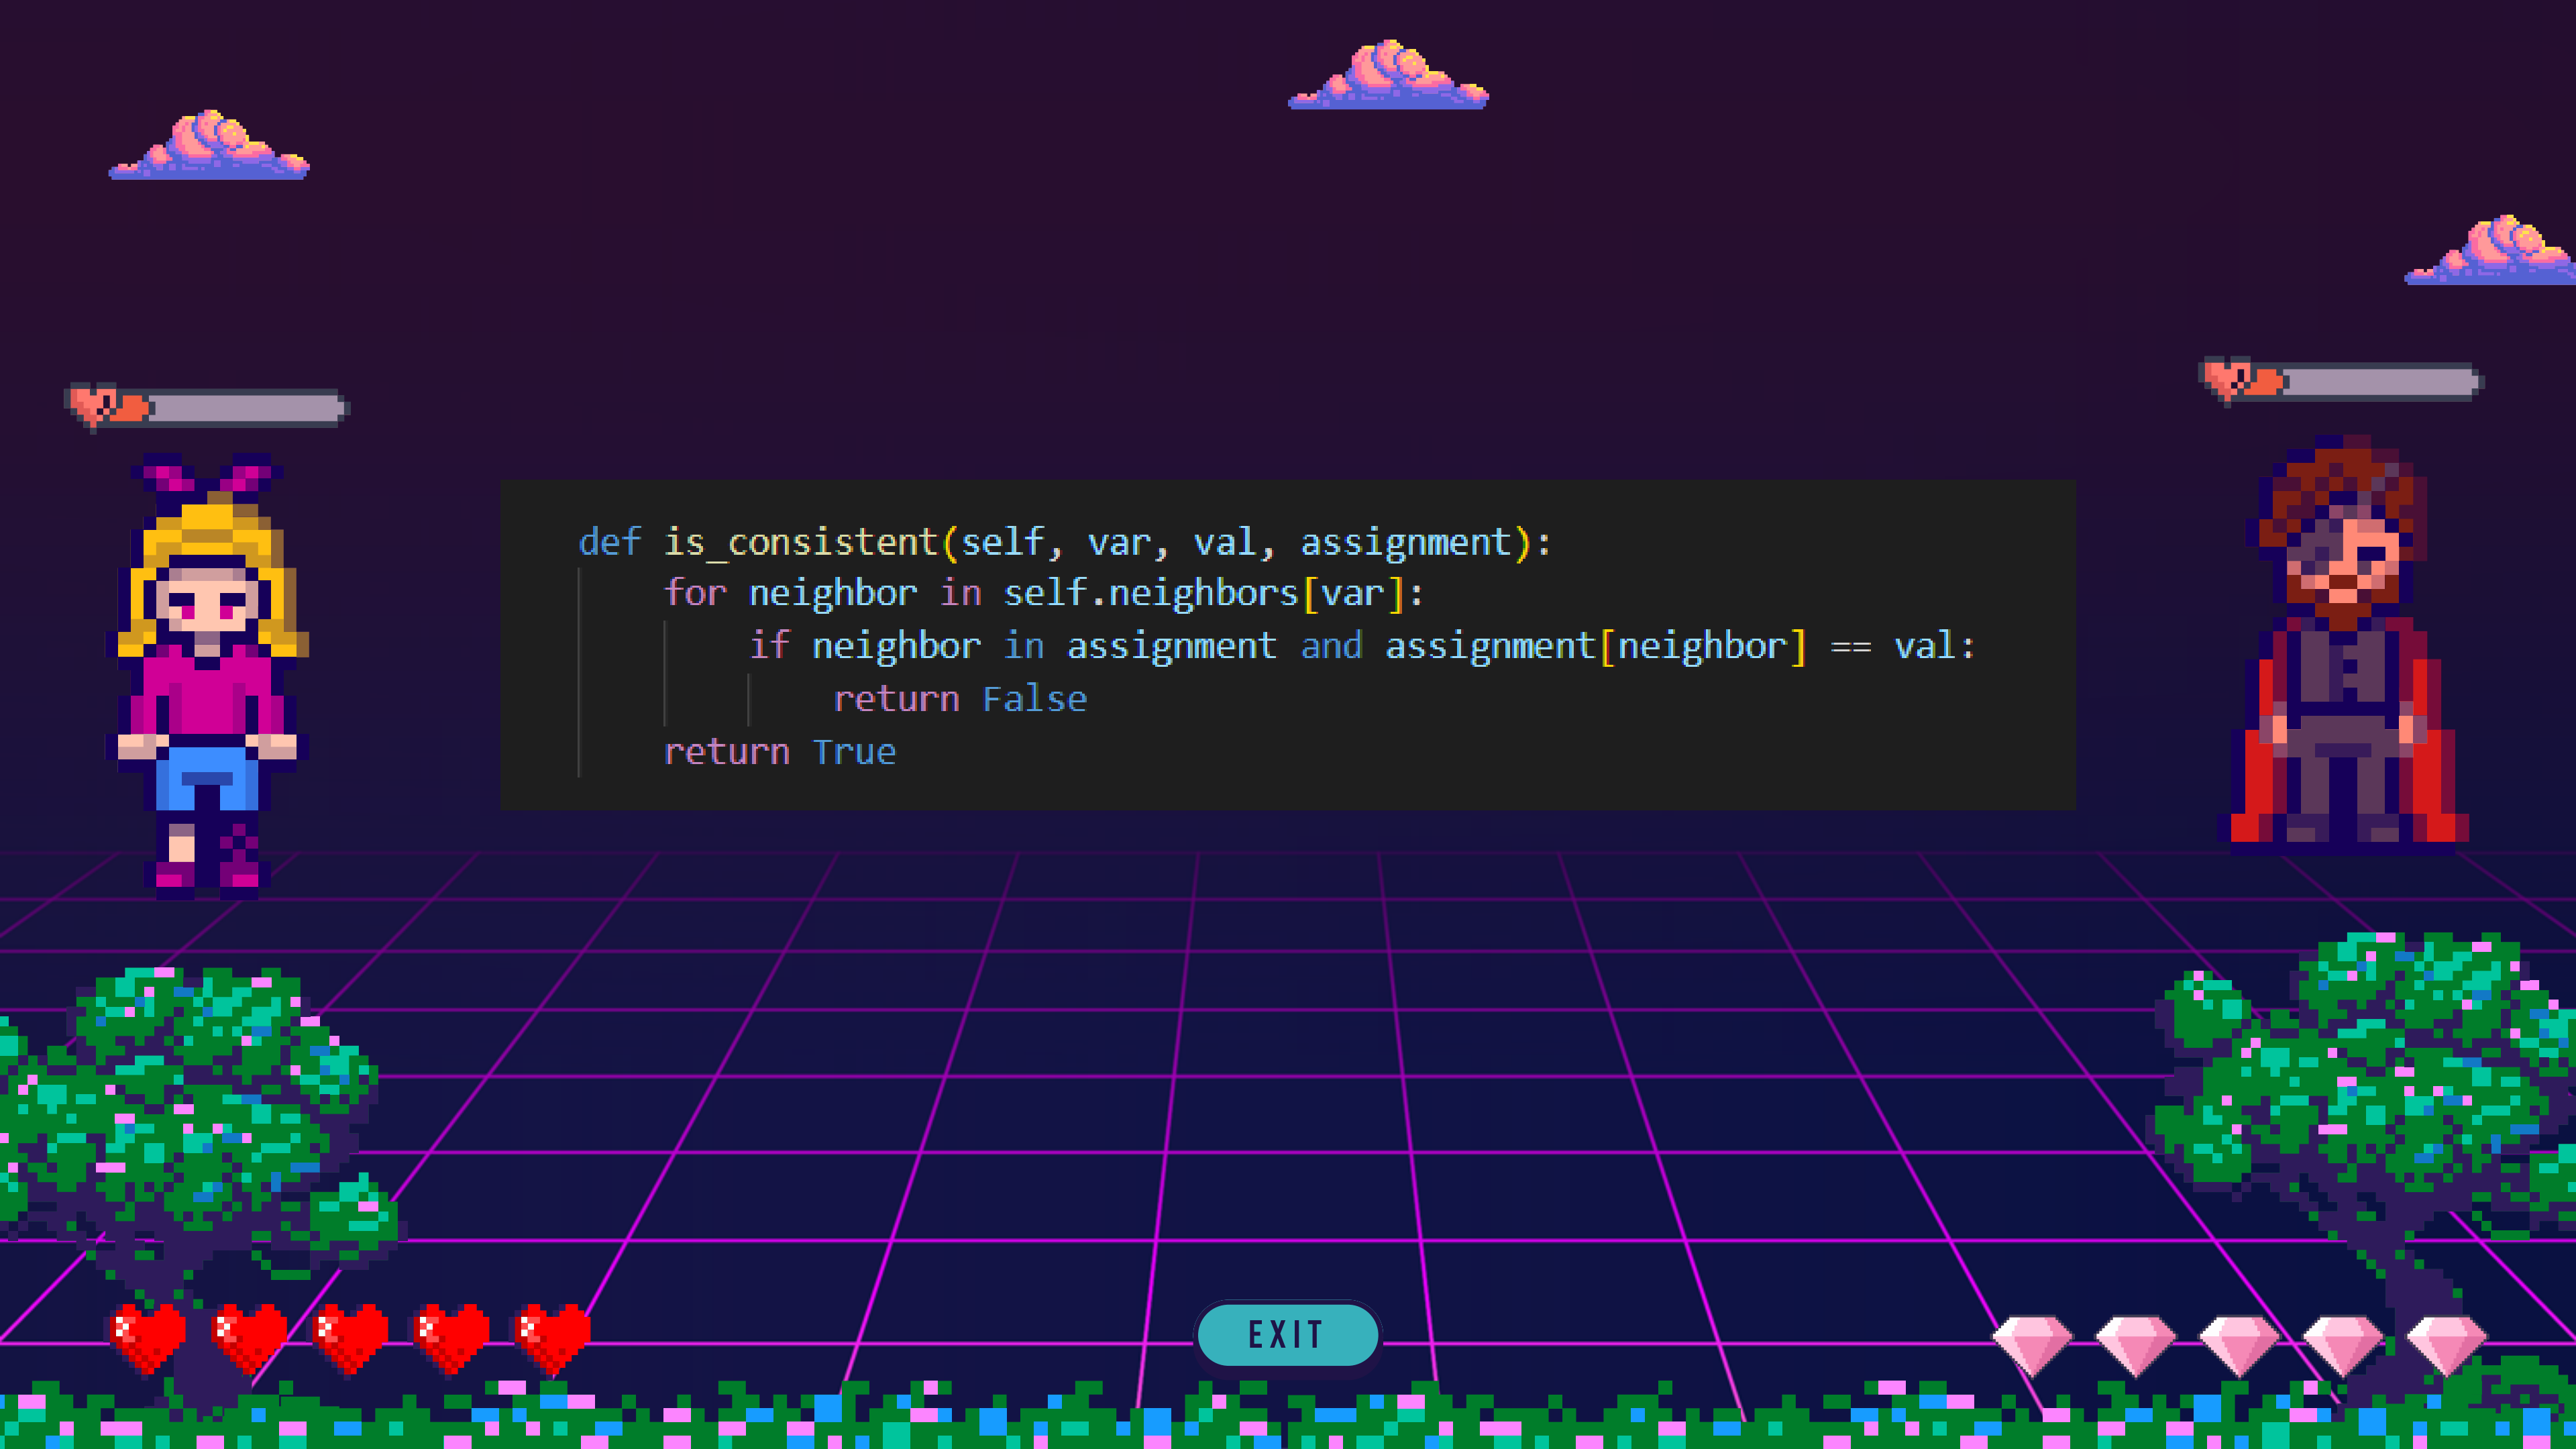 def is_consistent(self, var, val, assignment):
    for neighbor in self.neighbors[var]:
        if neighbor in assignment and assignment[neighbor] == val:
            return False
    return True
EXIT